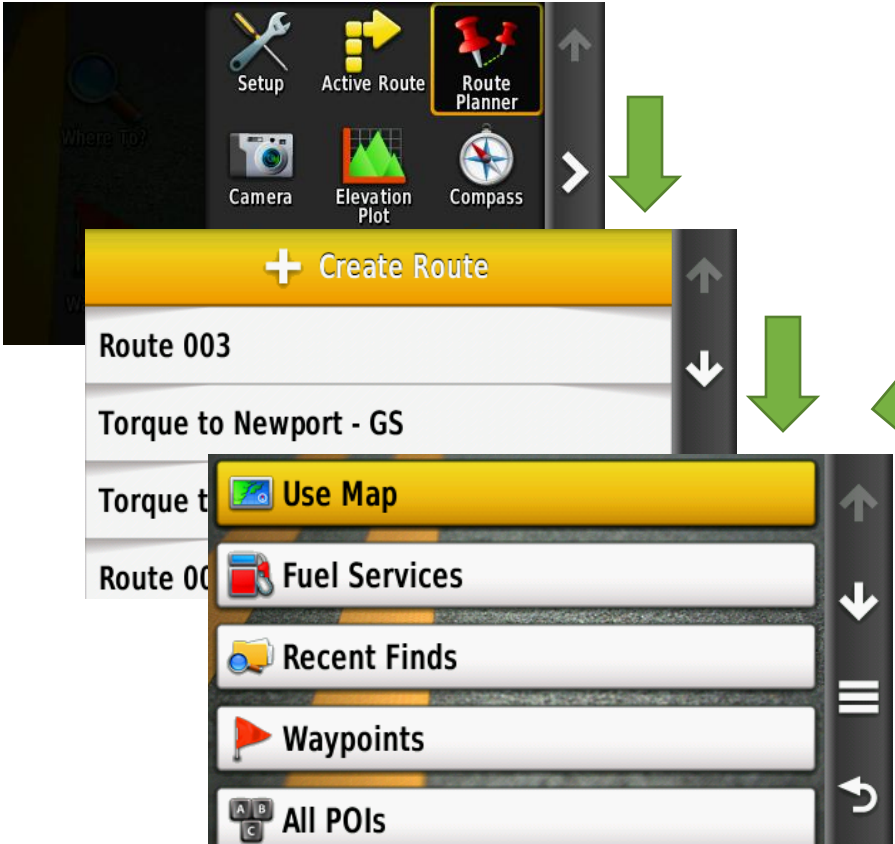 Setup
Active Route
Route
Planner
Where To?
Camera
Elevation
Plot
Compass
Create Route
Route 003
Torque to Newport - GS
Torque t
Route 00
Use Map
Fuel Services
Recent Finds
Waypoints
A B
C
All POIs